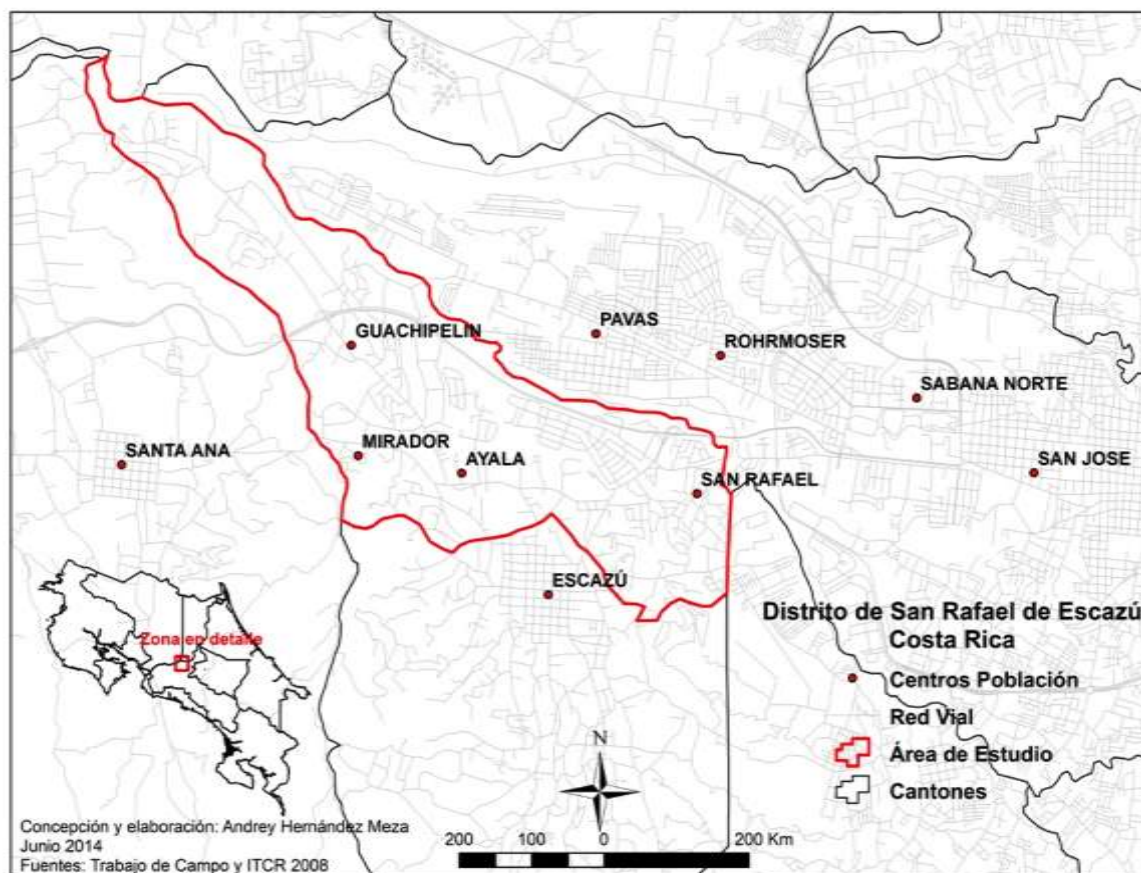 PAVAS
GUACHIPELIN
ROHRMOSER
SABANA NORTE
MIRADOR
SANTA ANA
AYALA
SAN JOSE
SAN RAFAEL
ESCAZÚ
Zona en detalle
Distrito de San Rafael de Escazú
Costa Rica
Centros Población
Red Vial
Área de Estudio
Cantones
N
Concepción y elaboración: Andrey Hernández Meza
Junio 2014
Fuentes: Trabajo de Campo y ITCR 2008
200 100 0 200 Km